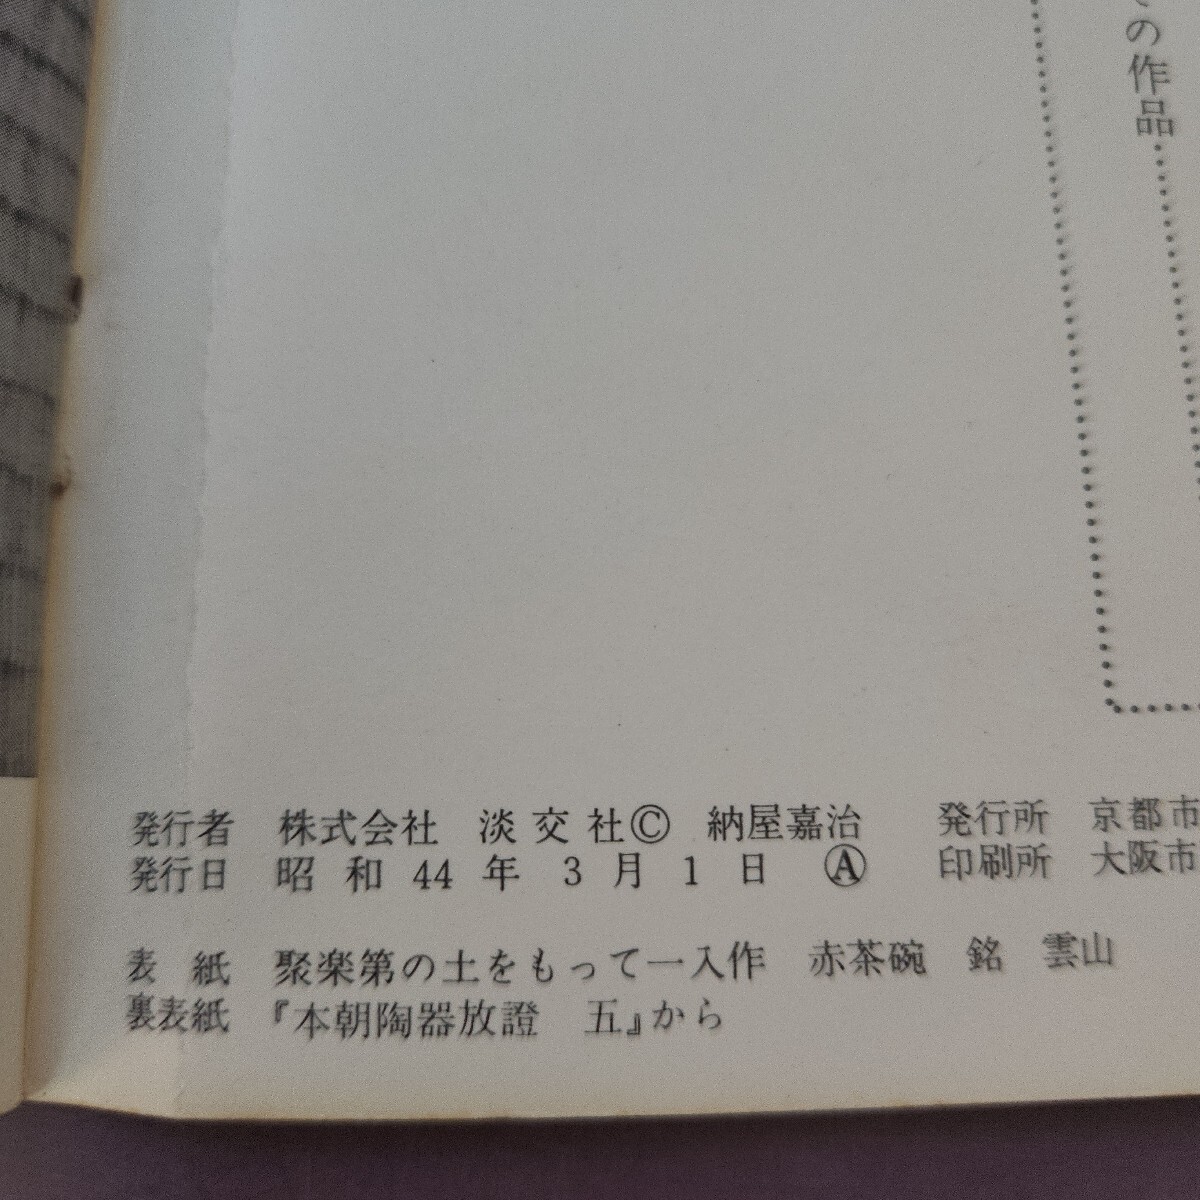 の作品
発行者 株式会社 淡交社Ⓒ 納屋嘉治 発行所 京都市
発行日 昭和44年3月1日 Ⓐ 印刷所 大阪市
表紙 聚楽第の土をもって一入作 赤茶碗 銘 雲山
裏表紙 『本朝陶器放證 五』から